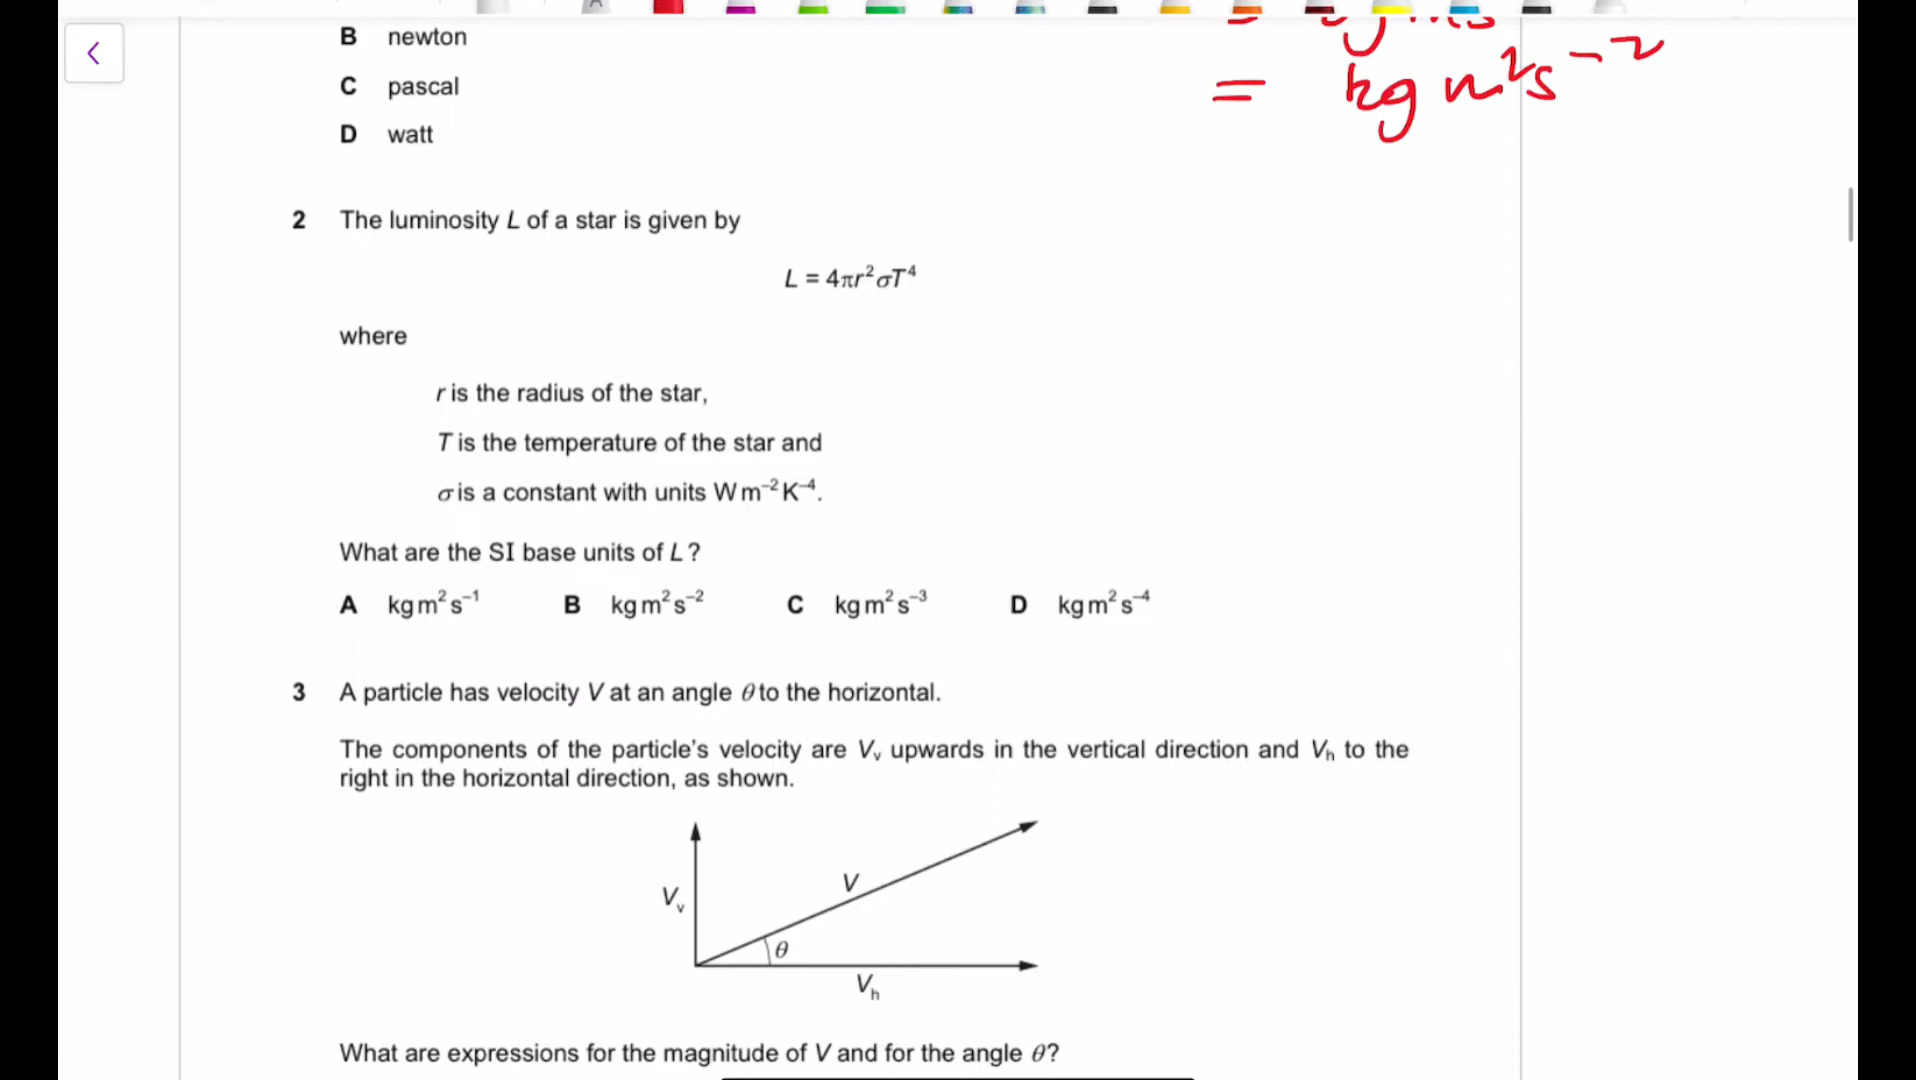 B newton
= kg m²s⁻²
C pascal
D watt
2 The luminosity L of a star is given by
L = 4πr²σT⁴
where
r is the radius of the star,
T is the temperature of the star and
σ is a constant with units W m⁻² K⁻⁴.
What are the SI base units of L?
A kg m² s⁻¹ B kg m² s⁻² C kg m² s⁻³ D kg m² s⁻⁴
3 A particle has velocity V at an angle θ to the horizontal.
The components of the particle's velocity are Vᵥ upwards in the vertical direction and Vₕ to the
right in the horizontal direction, as shown.
V
Vᵥ
θ
Vₕ
What are expressions for the magnitude of V and for the angle θ?